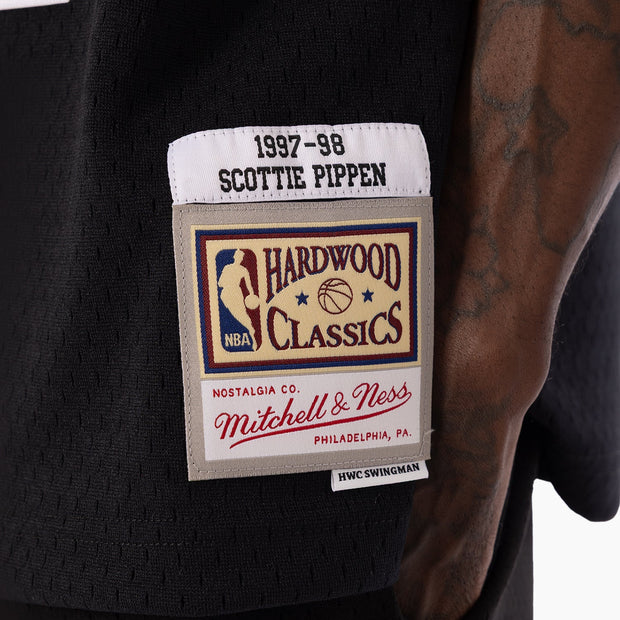 1997-98
SCOTTIE PIPPEN
HARDWOOD
CLASSICS
NBA
NOSTALGIA CO.
Mitchell & Ness
PHILADELPHIA, PA.
HWC SWINGMAN